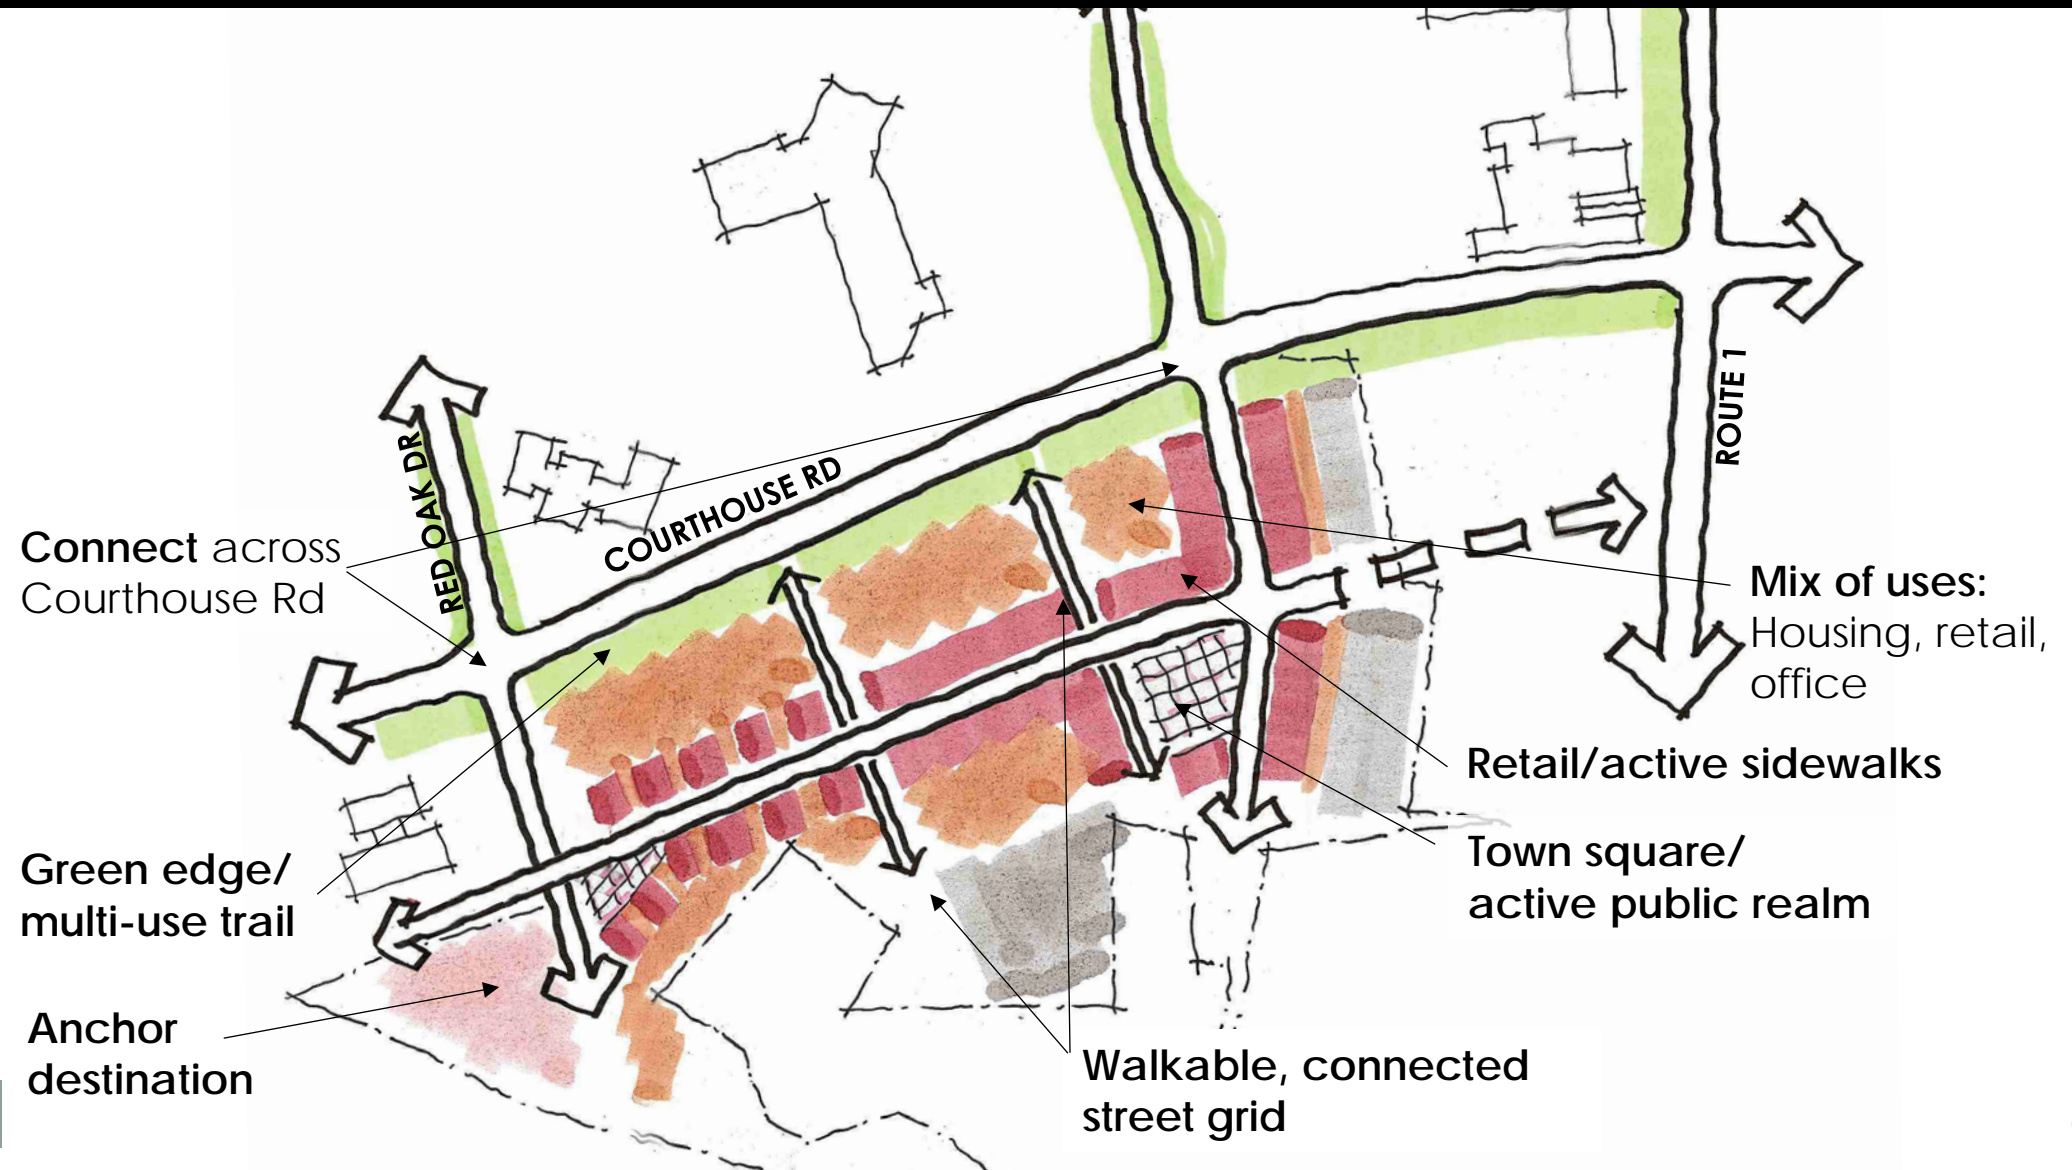 RED OAK DR
COURTHOUSE RD
ROUTE 1
Connect across
Courthouse Rd
Mix of uses:
Housing, retail,
office
Retail/active sidewalks
Town square/
active public realm
Green edge/
multi-use trail
Anchor
destination
Walkable, connected
street grid